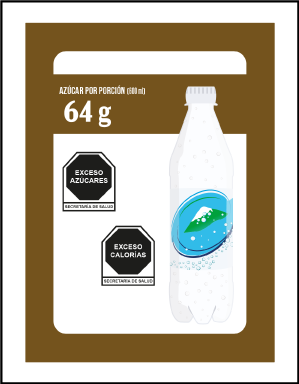 AZÚCAR POR PORCIÓN (600 ml)
64 g
EXCESO
AZÚCARES
SECRETARÍA DE SALUD
EXCESO
CALORÍAS
SECRETARÍA DE SALUD